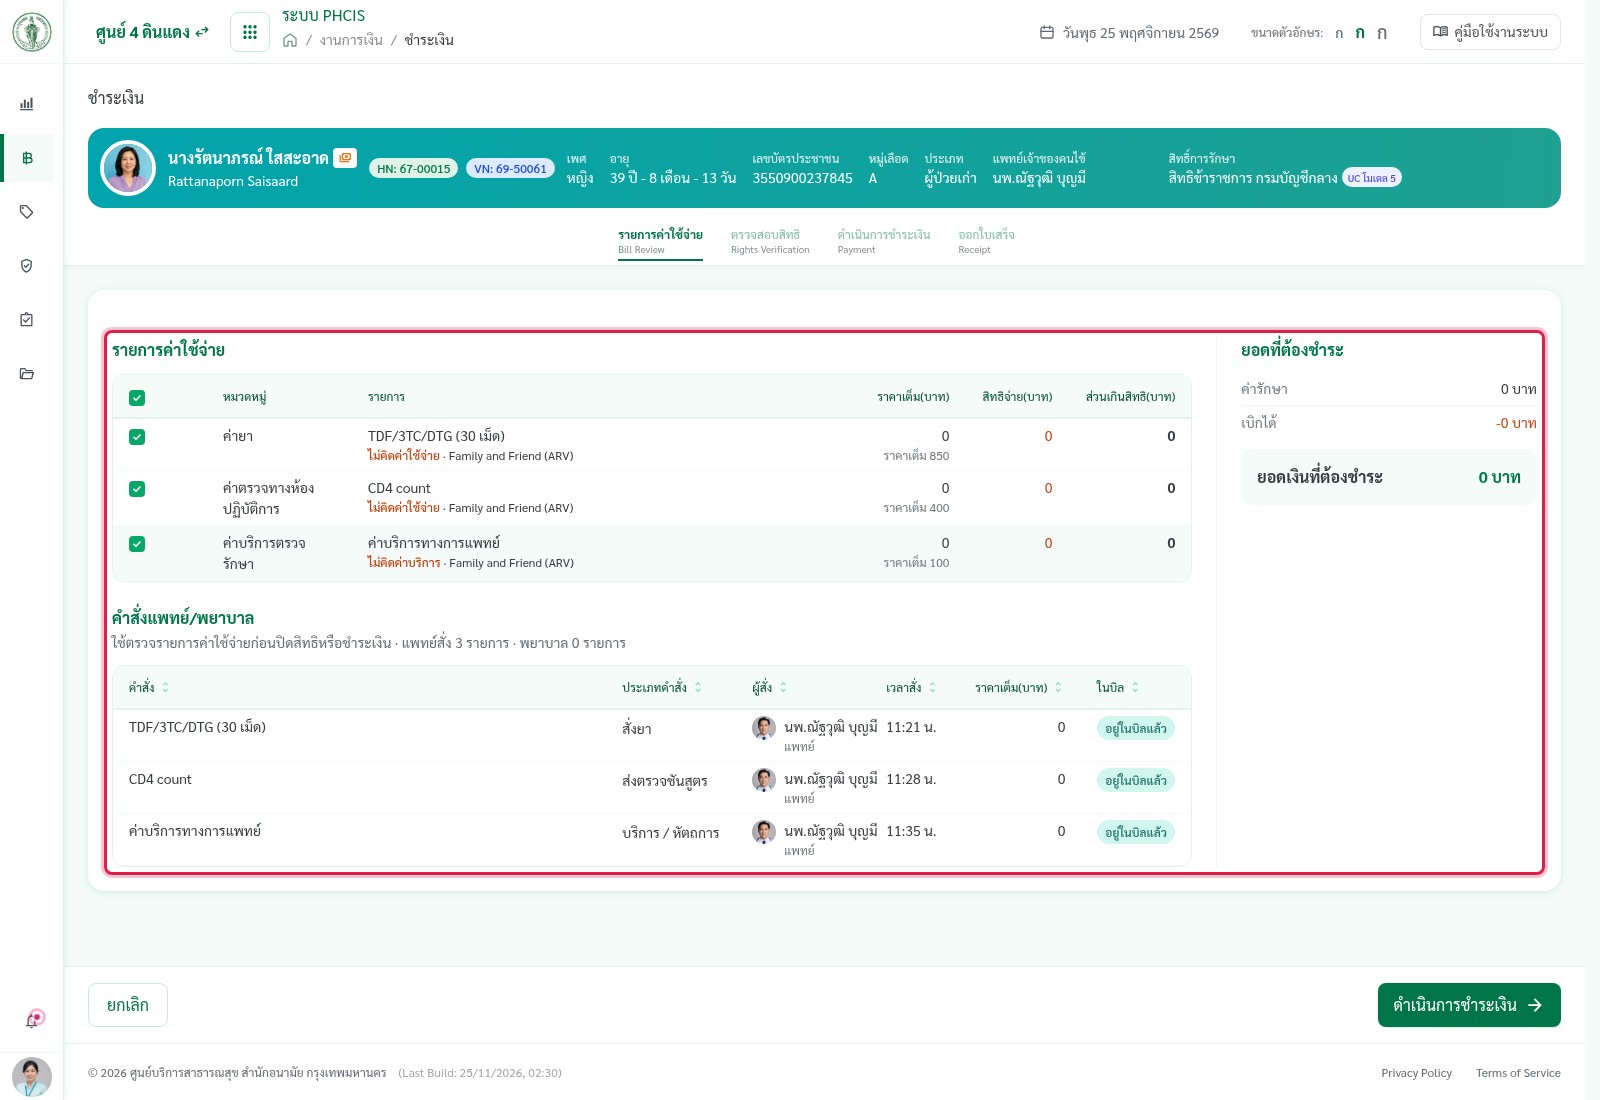 ศูนย์ 4 ดินแดง
ระบบ PHCIS
/ งานการเงิน / ชำระเงิน
วันพุธ 25 พฤศจิกายน 2569
ขนาดตัวอักษร: ก ก ก
คู่มือใช้งานระบบ
ชำระเงิน
นางรัตนาภรณ์ ใสสะอาด
Rattanaporn Saisaard
HN: 67-00015
VN: 69-50061
เพศ
หญิง
อายุ
39 ปี - 8 เดือน - 13 วัน
เลขบัตรประชาชน
3550900237845
หมู่เลือด
A
ประเภท
ผู้ป่วยเก่า
แพทย์เจ้าของคนไข้
นพ.ณัฐวุฒิ บุญมี
สิทธิ์การรักษา
สิทธิข้าราชการ กรมบัญชีกลาง UC โมเดล 5
รายการค่าใช้จ่าย
Bill Review
ตรวจสอบสิทธิ
Rights Verification
ดำเนินการชำระเงิน
Payment
ออกใบเสร็จ
Receipt
รายการค่าใช้จ่าย
หมวดหมู่ รายการ ราคาเต็ม(บาท) สิทธิจ่าย(บาท) ส่วนเกินสิทธิ(บาท)
ค่ายา TDF/3TC/DTG (30 เม็ด) 0 0 0
ไม่คิดค่าใช้จ่าย · Family and Friend (ARV) ราคาเต็ม 850
ค่าตรวจทางห้อง CD4 count 0 0 0
ปฏิบัติการ ไม่คิดค่าใช้จ่าย · Family and Friend (ARV) ราคาเต็ม 400
ค่าบริการตรวจ ค่าบริการทางการแพทย์ 0 0 0
รักษา ไม่คิดค่าบริการ · Family and Friend (ARV) ราคาเต็ม 100
ยอดที่ต้องชำระ
ค่ารักษา 0 บาท
เบิกได้ -0 บาท
ยอดเงินที่ต้องชำระ 0 บาท
คำสั่งแพทย์/พยาบาล
ใช้ตรวจรายการค่าใช้จ่ายก่อนปิดสิทธิหรือชำระเงิน · แพทย์สั่ง 3 รายการ · พยาบาล 0 รายการ
คำสั่ง ประเภทคำสั่ง ผู้สั่ง เวลาสั่ง ราคาเต็ม(บาท) ในบิล
TDF/3TC/DTG (30 เม็ด) สั่งยา นพ.ณัฐวุฒิ บุญมี 11:21 น. 0 อยู่ในบิลแล้ว
แพทย์
CD4 count ส่งตรวจชันสูตร นพ.ณัฐวุฒิ บุญมี 11:28 น. 0 อยู่ในบิลแล้ว
แพทย์
ค่าบริการทางการแพทย์ บริการ / หัตถการ นพ.ณัฐวุฒิ บุญมี 11:35 น. 0 อยู่ในบิลแล้ว
แพทย์
ยกเลิก
ดำเนินการชำระเงิน
© 2026 ศูนย์บริการสาธารณสุข สำนักอนามัย กรุงเทพมหานคร (Last Build: 25/11/2026, 02:30)
Privacy Policy Terms of Service